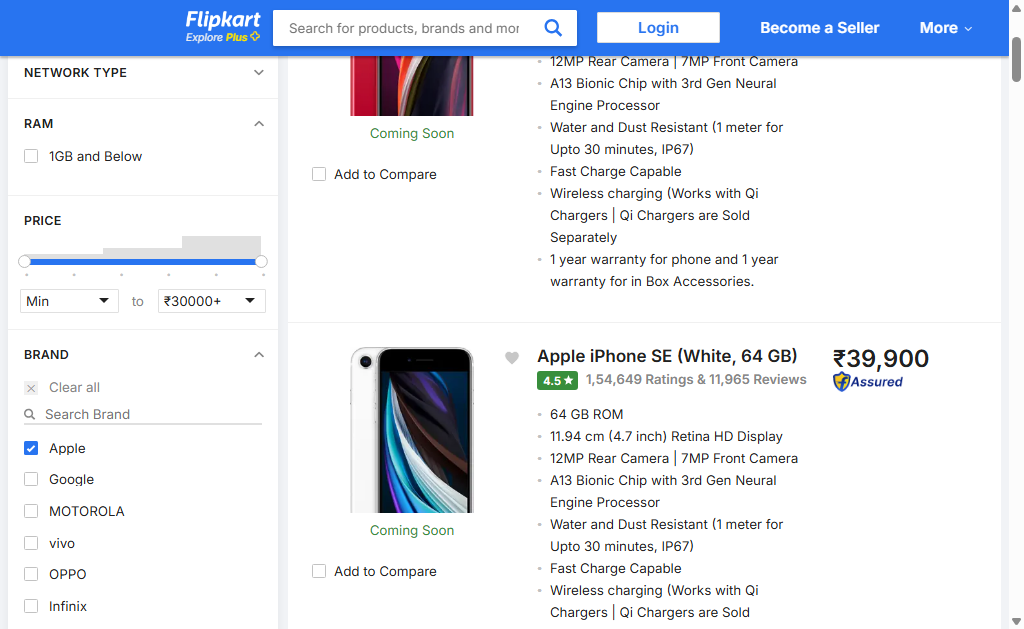 Flipkart
Explore Plus
Search for products, brands and mor
Login
Become a Seller
More
NETWORK TYPE
RAM
1GB and Below
PRICE
Min
to
₹30000+
BRAND
Clear all
Search Brand
Apple
Google
MOTOROLA
vivo
OPPO
Infinix
Coming Soon
Add to Compare
12MP Rear Camera | 7MP Front Camera
A13 Bionic Chip with 3rd Gen Neural
Engine Processor
Water and Dust Resistant (1 meter for
Upto 30 minutes, IP67)
Fast Charge Capable
Wireless charging (Works with Qi
Chargers | Qi Chargers are Sold
Separately
1 year warranty for phone and 1 year
warranty for in Box Accessories.
Coming Soon
Add to Compare
Apple iPhone SE (White, 64 GB)
4.5★ 1,54,649 Ratings & 11,965 Reviews
64 GB ROM
11.94 cm (4.7 inch) Retina HD Display
12MP Rear Camera | 7MP Front Camera
A13 Bionic Chip with 3rd Gen Neural
Engine Processor
Water and Dust Resistant (1 meter for
Upto 30 minutes, IP67)
Fast Charge Capable
Wireless charging (Works with Qi
Chargers | Qi Chargers are Sold
₹39,900
Assured